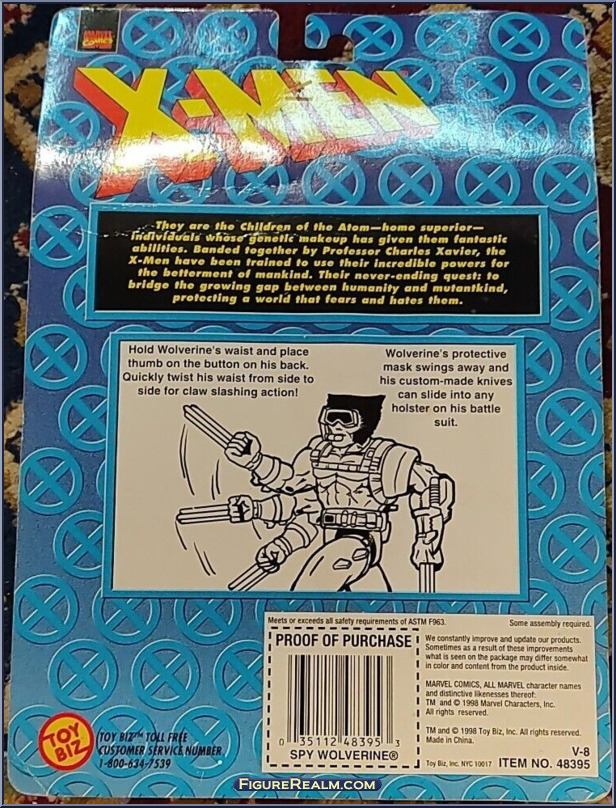 MARVEL
COMICS
X-MEN
They are the Children of the Atom—homo superior—
individuals whose genetic makeup has given them fantastic
abilities. Banded together by Professor Charles Xavier, the
X-Men have been trained to use their incredible powers for
the betterment of mankind. Their never-ending quest: to
bridge the growing gap between humanity and mutantkind,
protecting a world that fears and hates them.
Hold Wolverine's waist and place
thumb on the button on his back.
Quickly twist his waist from side to
side for claw slashing action!
Wolverine's protective
mask swings away and
his custom-made knives
can slide into any
holster on his battle
suit.
Meets or exceeds all safety requirements of ASTM F963.
Some assembly required.
PROOF OF PURCHASE
0 35112 48395 3
SPY WOLVERINE®
We constantly improve and update our products.
Sometimes as a result of these improvements
what is seen on the package may differ somewhat
in color and content from the product inside.
MARVEL COMICS, ALL MARVEL character names
and distinctive likenesses thereof:
TM and © 1998 Marvel Characters, Inc.
All rights reserved.
TM and © 1998 Toy Biz, Inc. All rights reserved.
Made in China.
V-8
Toy Biz, Inc. NYC 10017 ITEM NO. 48395
TOY
BIZ
TOY BIZ™ TOLL FREE
CUSTOMER SERVICE NUMBER
1-800-634-7539
FigureRealm.com